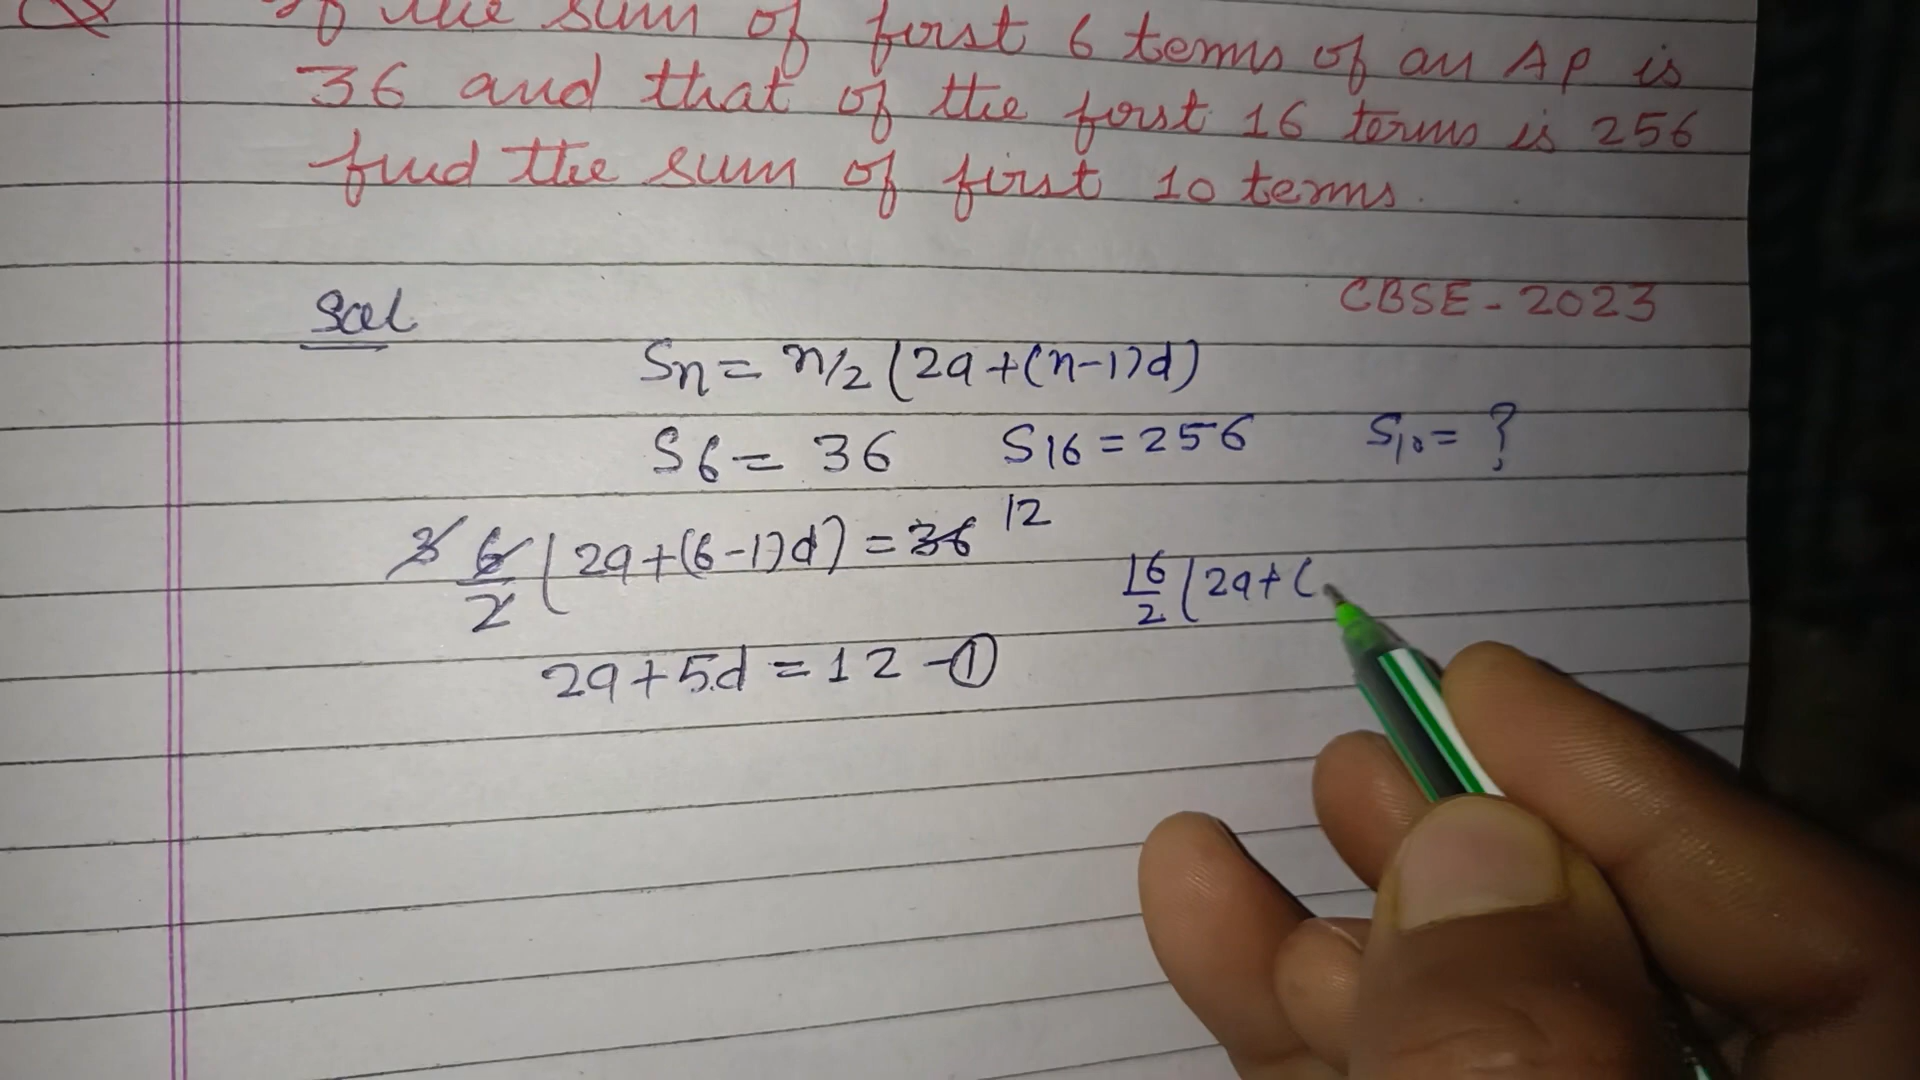 Q If the sum of first 6 terms of an AP is
36 and that of the first 16 terms is 256
find the sum of first 10 terms.
CBSE - 2023
Sol
Sn = n/2 (2a+(n-1)d)
S6 = 36 S16 = 256 S10 = ?
3 6/2 (2a+(6-1)d) = 36 12
16/2 (2a+(
2a+5d = 12 -①